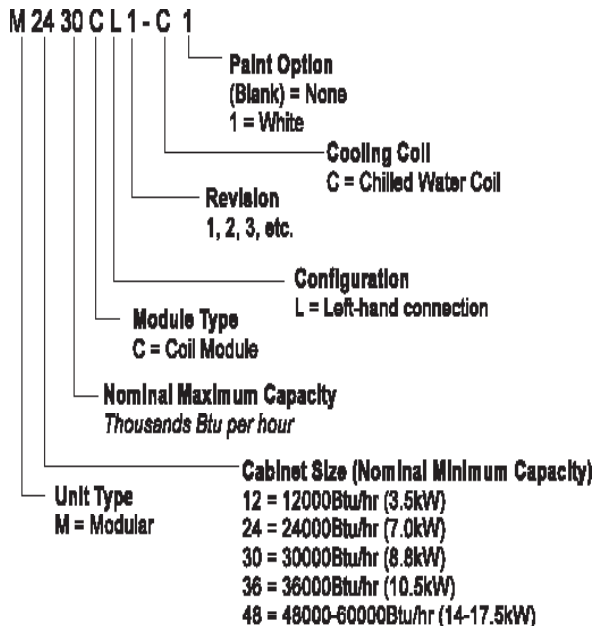 M 24 30 C L 1 - C 1
Paint Option
(Blank) = None
1 = White
Cooling Coil
C = Chilled Water Coil
Revision
1, 2, 3, etc.
Configuration
L = Left-hand connection
Module Type
C = Coil Module
Nominal Maximum Capacity
Thousands Btu per hour
Cabinet Size (Nominal Minimum Capacity)
12 = 12000Btu/hr (3.5kW)
24 = 24000Btu/hr (7.0kW)
30 = 30000Btu/hr (8.8kW)
36 = 36000Btu/hr (10.5kW)
48 = 48000-60000Btu/hr (14-17.5kW)
Unit Type
M = Modular